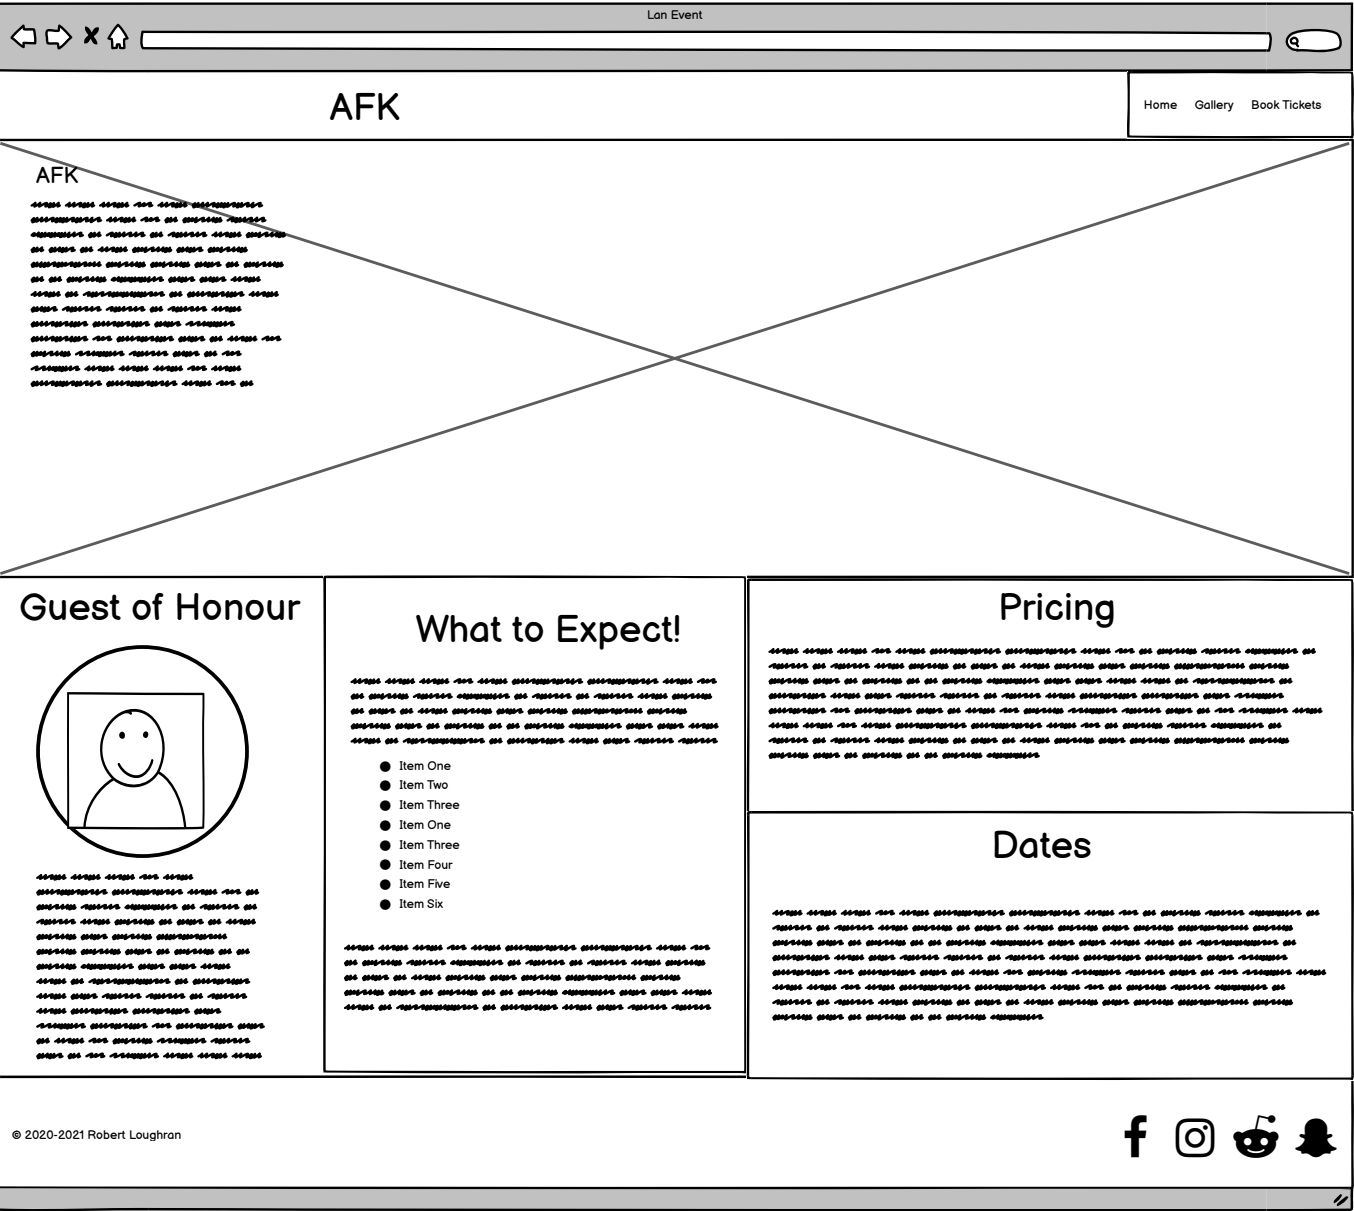 Lan Event
AFK
Home Gallery Book Tickets
AFK
Guest of Honour
What to Expect!
Item One
Item Two
Item Three
Item One
Item Three
Item Four
Item Five
Item Six
Pricing
Dates
© 2020-2021 Robert Loughran